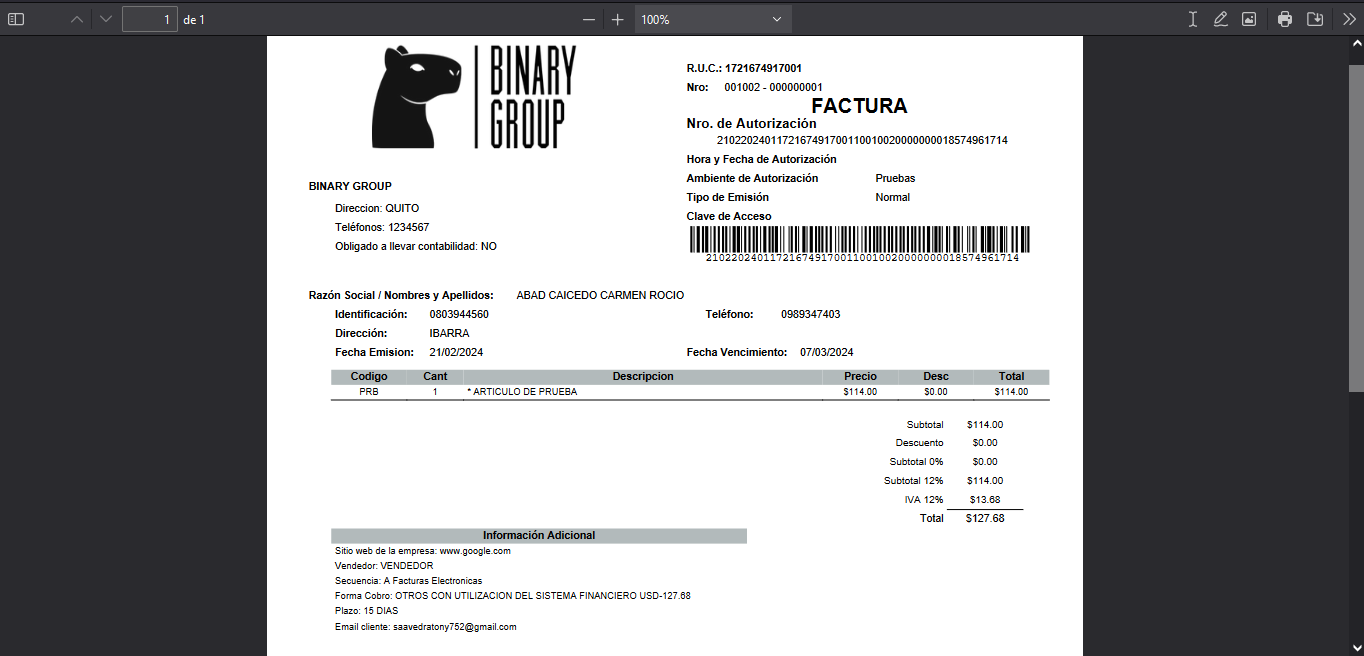 1 de 1
100%
BINARY
GROUP
R.U.C.: 1721674917001
Nro: 001002 - 000000001
FACTURA
Nro. de Autorización
2102202401172167491700110010020000000018574961714
Hora y Fecha de Autorización
Ambiente de Autorización Pruebas
Tipo de Emisión Normal
Clave de Acceso
2102202401172167491700110010020000000018574961714
BINARY GROUP
Direccion: QUITO
Teléfonos: 1234567
Obligado a llevar contabilidad: NO
Razón Social / Nombres y Apellidos: ABAD CAICEDO CARMEN ROCIO
Identificación: 0803944560 Teléfono: 0989347403
Dirección: IBARRA
Fecha Emision: 21/02/2024 Fecha Vencimiento: 07/03/2024
Codigo Cant Descripcion Precio Desc Total
PRB 1 * ARTICULO DE PRUEBA $114.00 $0.00 $114.00
Subtotal $114.00
Descuento $0.00
Subtotal 0% $0.00
Subtotal 12% $114.00
IVA 12% $13.68
Total $127.68
Información Adicional
Sitio web de la empresa: www.google.com
Vendedor: VENDEDOR
Secuencia: A Facturas Electronicas
Forma Cobro: OTROS CON UTILIZACION DEL SISTEMA FINANCIERO USD-127.68
Plazo: 15 DIAS
Email cliente: saavedratony752@gmail.com